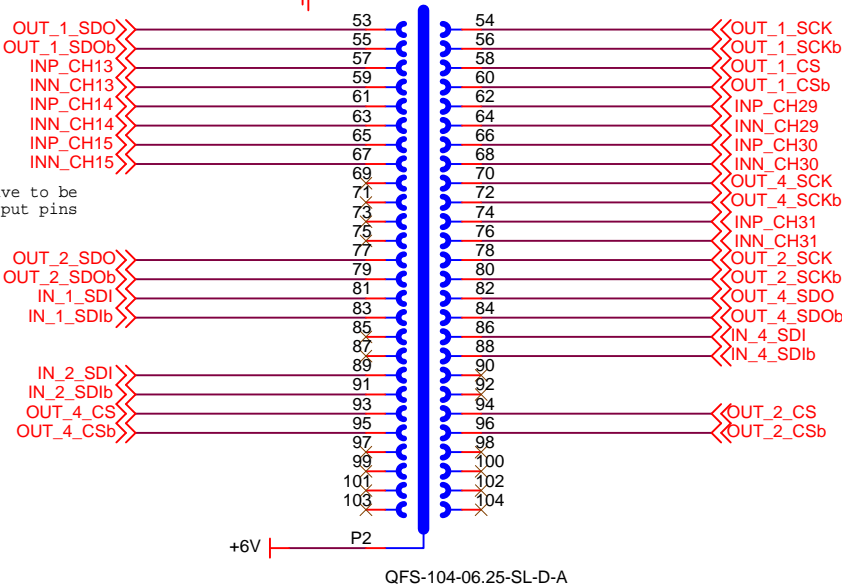 OUT_1_SDO 53 54 OUT_1_SCK
OUT_1_SDOb 55 56 OUT_1_SCKb
INP_CH13 57 58 OUT_1_CS
INN_CH13 59 60 OUT_1_CSb
INP_CH14 61 62 INP_CH29
INN_CH14 63 64 INN_CH29
INP_CH15 65 66 INP_CH30
INN_CH15 67 68 INN_CH30
69 70 OUT_4_SCK
ve to be 71 72 OUT_4_SCKb
put pins 73 74 INP_CH31
75 76 INN_CH31
OUT_2_SDO 77 78 OUT_2_SCK
OUT_2_SDOb 79 80 OUT_2_SCKb
IN_1_SDI 81 82 OUT_4_SDO
IN_1_SDIb 83 84 OUT_4_SDOb
85 86 IN_4_SDI
87 88 IN_4_SDIb
IN_2_SDI 89 90
IN_2_SDIb 91 92
OUT_4_CS 93 94 OUT_2_CS
OUT_4_CSb 95 96 OUT_2_CSb
97 98
99 100
101 102
103 104
+6V P2
QFS-104-06.25-SL-D-A